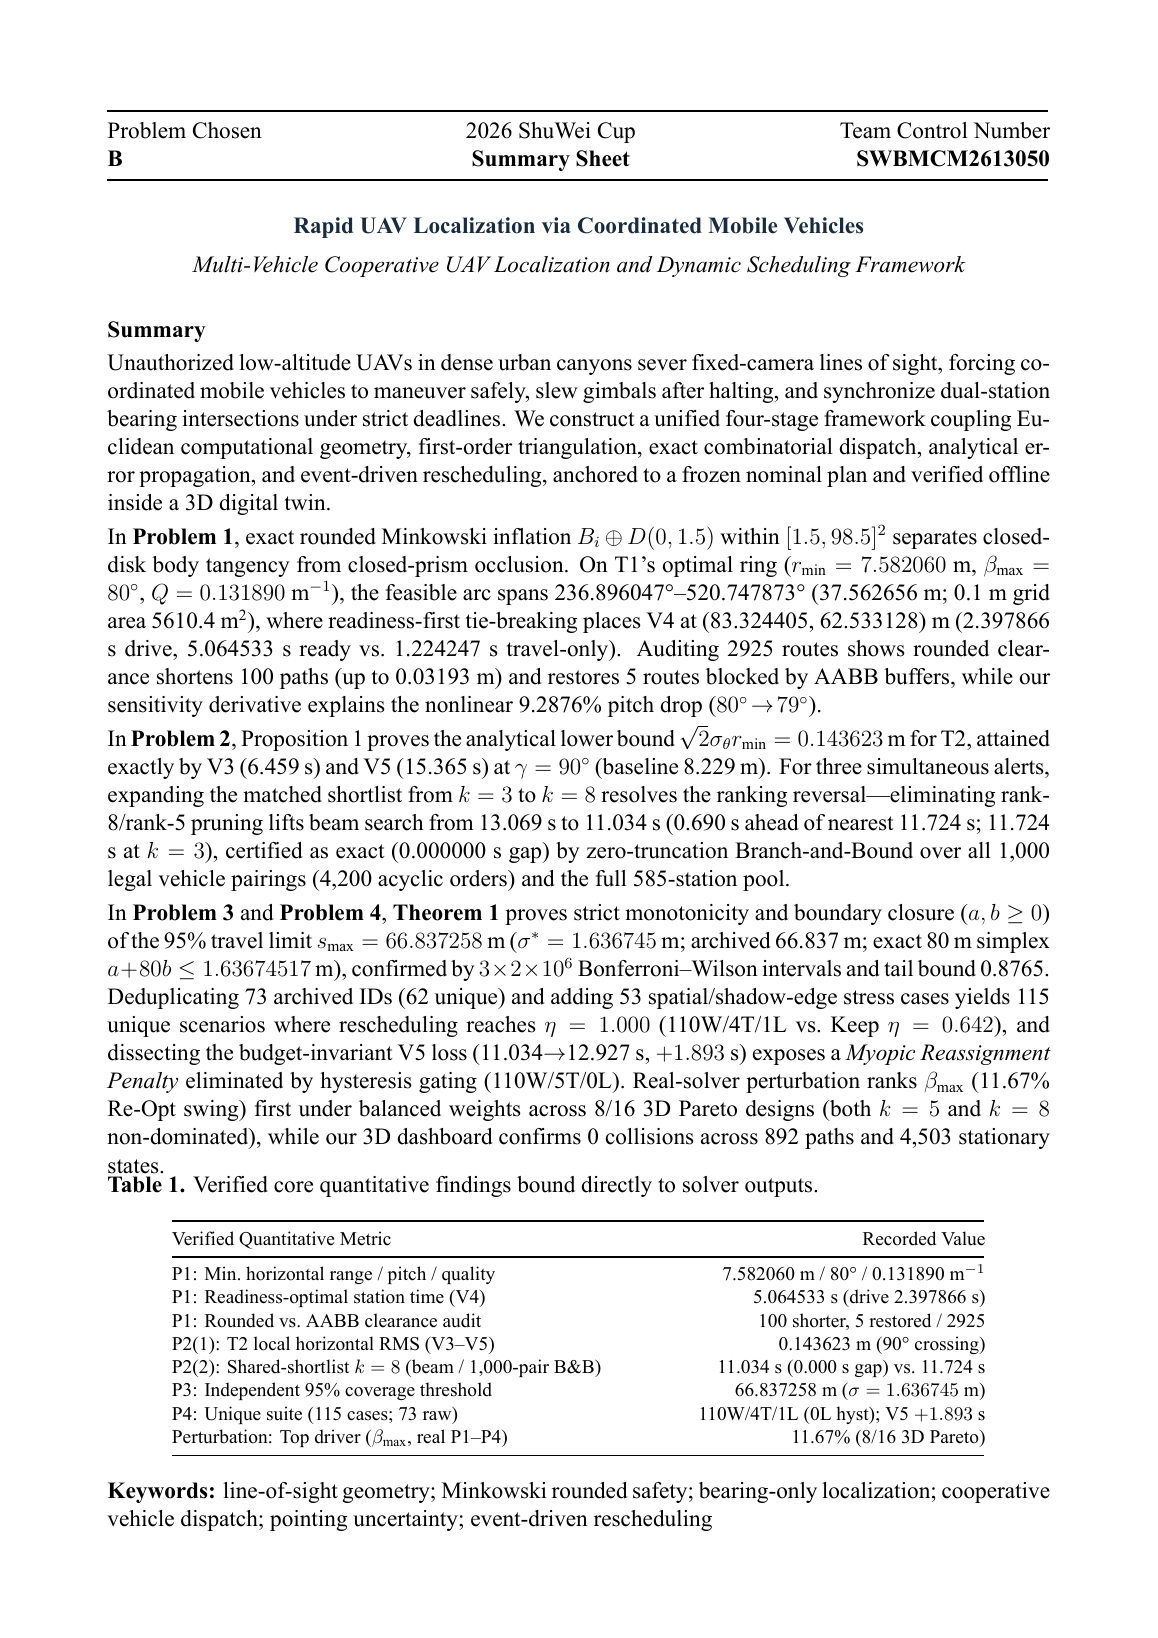 Problem Chosen 2026 ShuWei Cup Team Control Number
B Summary Sheet SWBMCM2613050
Rapid UAV Localization via Coordinated Mobile Vehicles
Multi-Vehicle Cooperative UAV Localization and Dynamic Scheduling Framework
Summary
Unauthorized low-altitude UAVs in dense urban canyons sever fixed-camera lines of sight, forcing co-
ordinated mobile vehicles to maneuver safely, slew gimbals after halting, and synchronize dual-station
bearing intersections under strict deadlines. We construct a unified four-stage framework coupling Eu-
clidean computational geometry, first-order triangulation, exact combinatorial dispatch, analytical er-
ror propagation, and event-driven rescheduling, anchored to a frozen nominal plan and verified offline
inside a 3D digital twin.
In Problem 1, exact rounded Minkowski inflation B_i ⊕ D(0, 1.5) within [1.5, 98.5]² separates closed-
disk body tangency from closed-prism occlusion. On T1’s optimal ring (r_min = 7.582060 m, β_max =
80°, Q = 0.131890 m⁻¹), the feasible arc spans 236.896047°–520.747873° (37.562656 m; 0.1 m grid
area 5610.4 m²), where readiness-first tie-breaking places V4 at (83.324405, 62.533128) m (2.397866
s drive, 5.064533 s ready vs. 1.224247 s travel-only). Auditing 2925 routes shows rounded clear-
ance shortens 100 paths (up to 0.03193 m) and restores 5 routes blocked by AABB buffers, while our
sensitivity derivative explains the nonlinear 9.2876% pitch drop (80°→79°).
In Problem 2, Proposition 1 proves the analytical lower bound √2σ_θr_min = 0.143623 m for T2, attained
exactly by V3 (6.459 s) and V5 (15.365 s) at γ = 90° (baseline 8.229 m). For three simultaneous alerts,
expanding the matched shortlist from k = 3 to k = 8 resolves the ranking reversal—eliminating rank-
8/rank-5 pruning lifts beam search from 13.069 s to 11.034 s (0.690 s ahead of nearest 11.724 s; 11.724
s at k = 3), certified as exact (0.000000 s gap) by zero-truncation Branch-and-Bound over all 1,000
legal vehicle pairings (4,200 acyclic orders) and the full 585-station pool.
In Problem 3 and Problem 4, Theorem 1 proves strict monotonicity and boundary closure (a, b ≥ 0)
of the 95% travel limit s_max = 66.837258 m (σ* = 1.636745 m; archived 66.837 m; exact 80 m simplex
a+80b ≤ 1.63674517 m), confirmed by 3×2×10⁶ Bonferroni–Wilson intervals and tail bound 0.8765.
Deduplicating 73 archived IDs (62 unique) and adding 53 spatial/shadow-edge stress cases yields 115
unique scenarios where rescheduling reaches η = 1.000 (110W/4T/1L vs. Keep η = 0.642), and
dissecting the budget-invariant V5 loss (11.034→12.927 s, +1.893 s) exposes a Myopic Reassignment
Penalty eliminated by hysteresis gating (110W/5T/0L). Real-solver perturbation ranks β_max (11.67%
Re-Opt swing) first under balanced weights across 8/16 3D Pareto designs (both k = 5 and k = 8
non-dominated), while our 3D dashboard confirms 0 collisions across 892 paths and 4,503 stationary
states.
Table 1. Verified core quantitative findings bound directly to solver outputs.
Verified Quantitative Metric Recorded Value
P1: Min. horizontal range / pitch / quality 7.582060 m / 80° / 0.131890 m⁻¹
P1: Readiness-optimal station time (V4) 5.064533 s (drive 2.397866 s)
P1: Rounded vs. AABB clearance audit 100 shorter, 5 restored / 2925
P2(1): T2 local horizontal RMS (V3–V5) 0.143623 m (90° crossing)
P2(2): Shared-shortlist k = 8 (beam / 1,000-pair B&B) 11.034 s (0.000 s gap) vs. 11.724 s
P3: Independent 95% coverage threshold 66.837258 m (σ = 1.636745 m)
P4: Unique suite (115 cases; 73 raw) 110W/4T/1L (0L hyst); V5 +1.893 s
Perturbation: Top driver (β_max, real P1–P4) 11.67% (8/16 3D Pareto)
Keywords: line-of-sight geometry; Minkowski rounded safety; bearing-only localization; cooperative
vehicle dispatch; pointing uncertainty; event-driven rescheduling